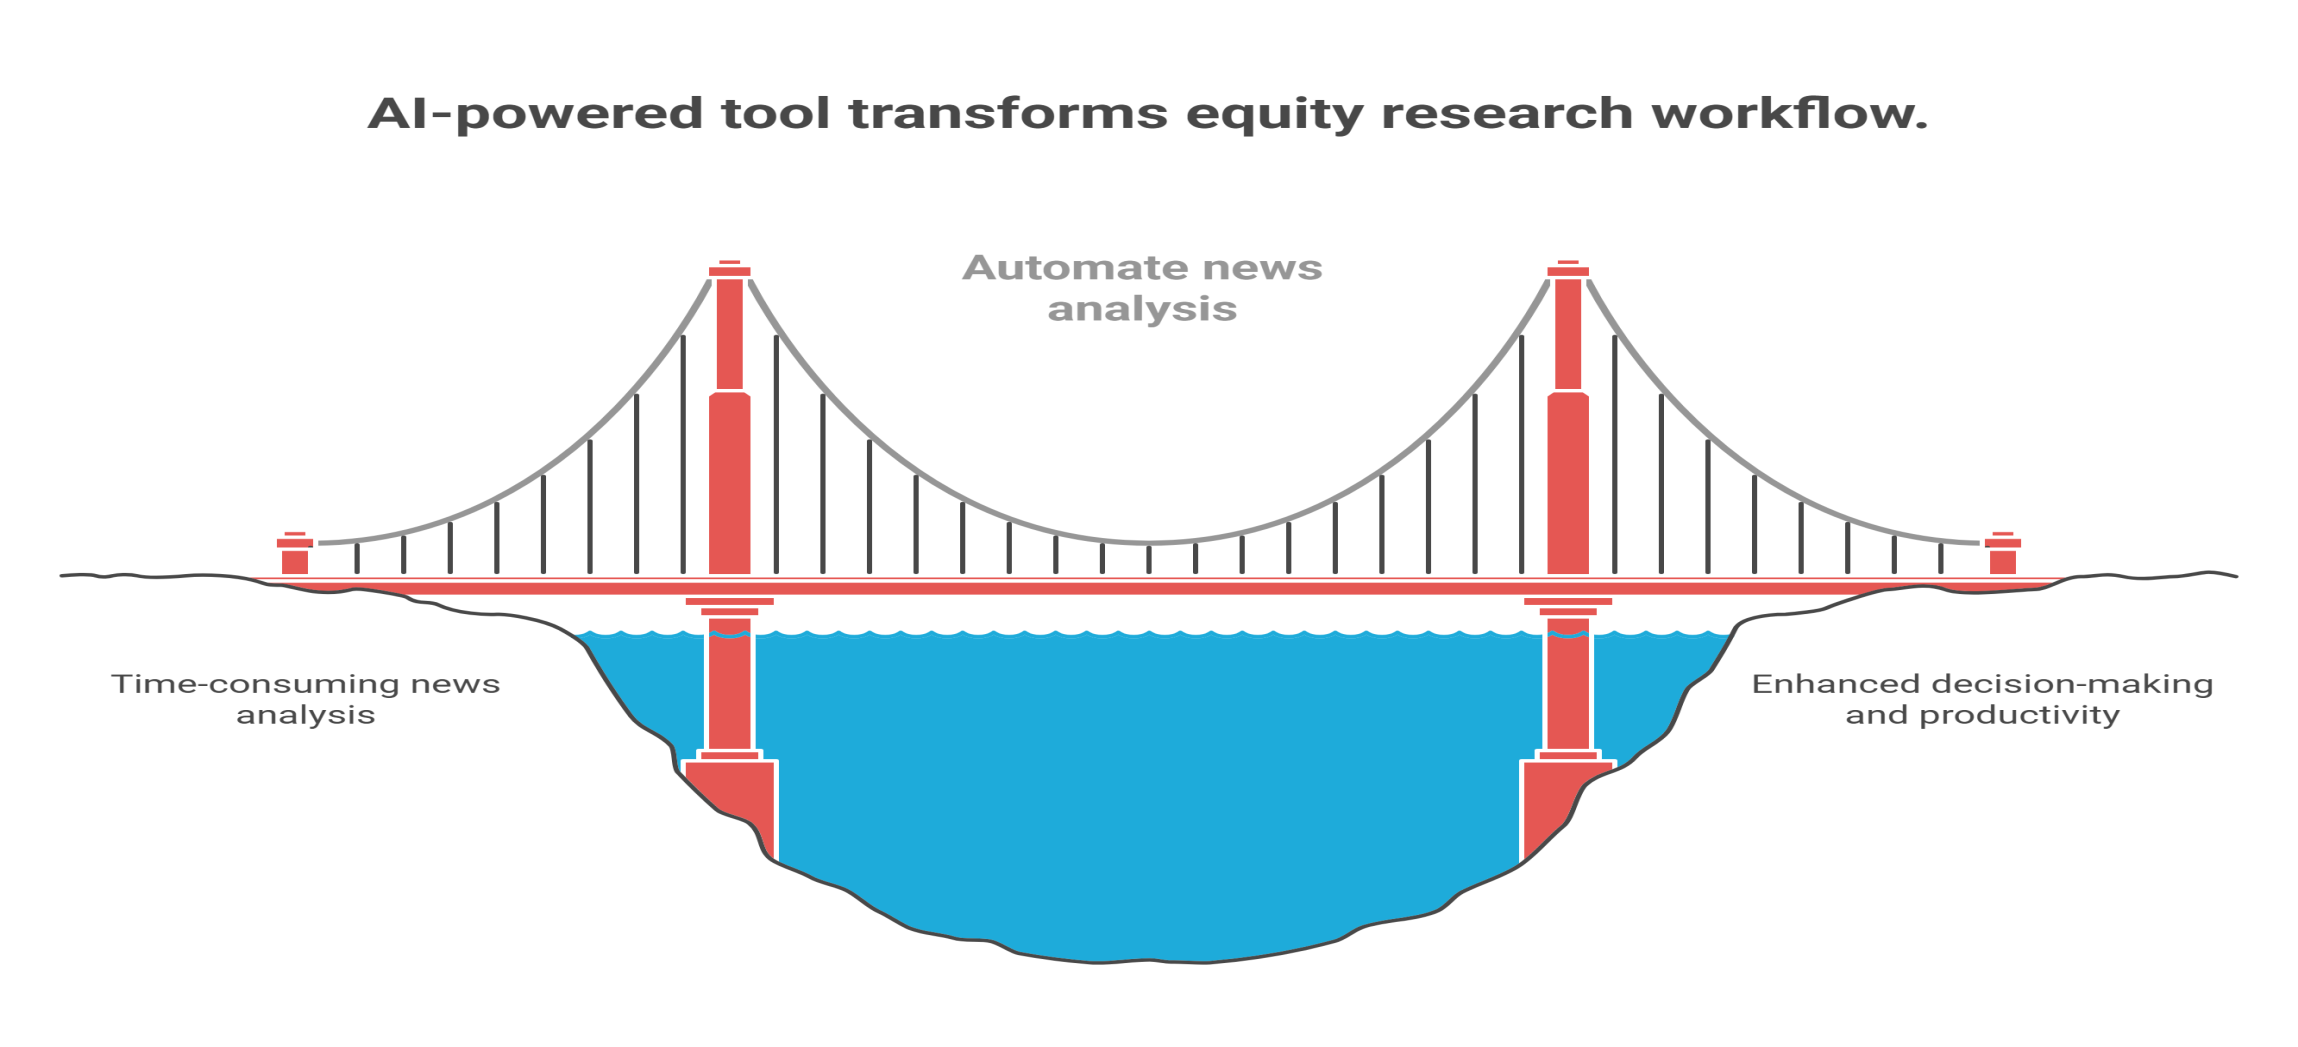 AI-powered tool transforms equity research workflow.
Automate news
analysis
Time-consuming news
analysis
Enhanced decision-making
and productivity